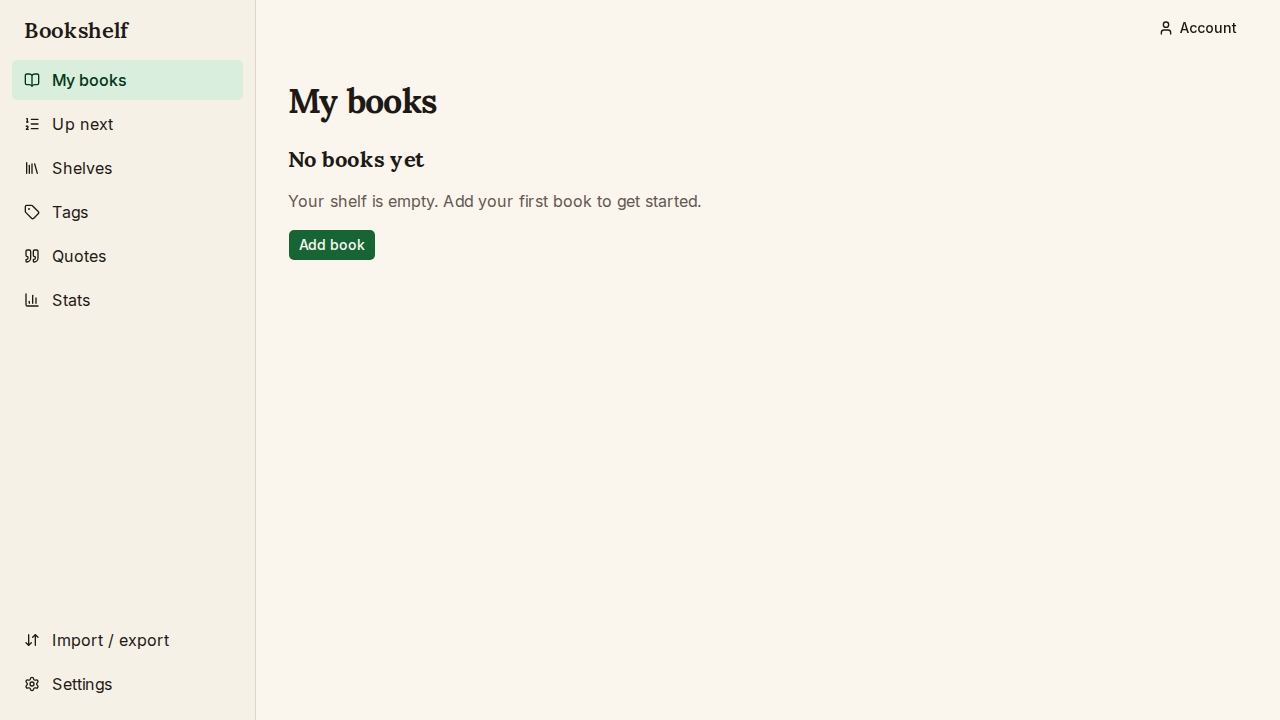 Bookshelf
My books
Up next
Shelves
Tags
Quotes
Stats
Import / export
Settings
Account
My books
No books yet
Your shelf is empty. Add your first book to get started.
Add book